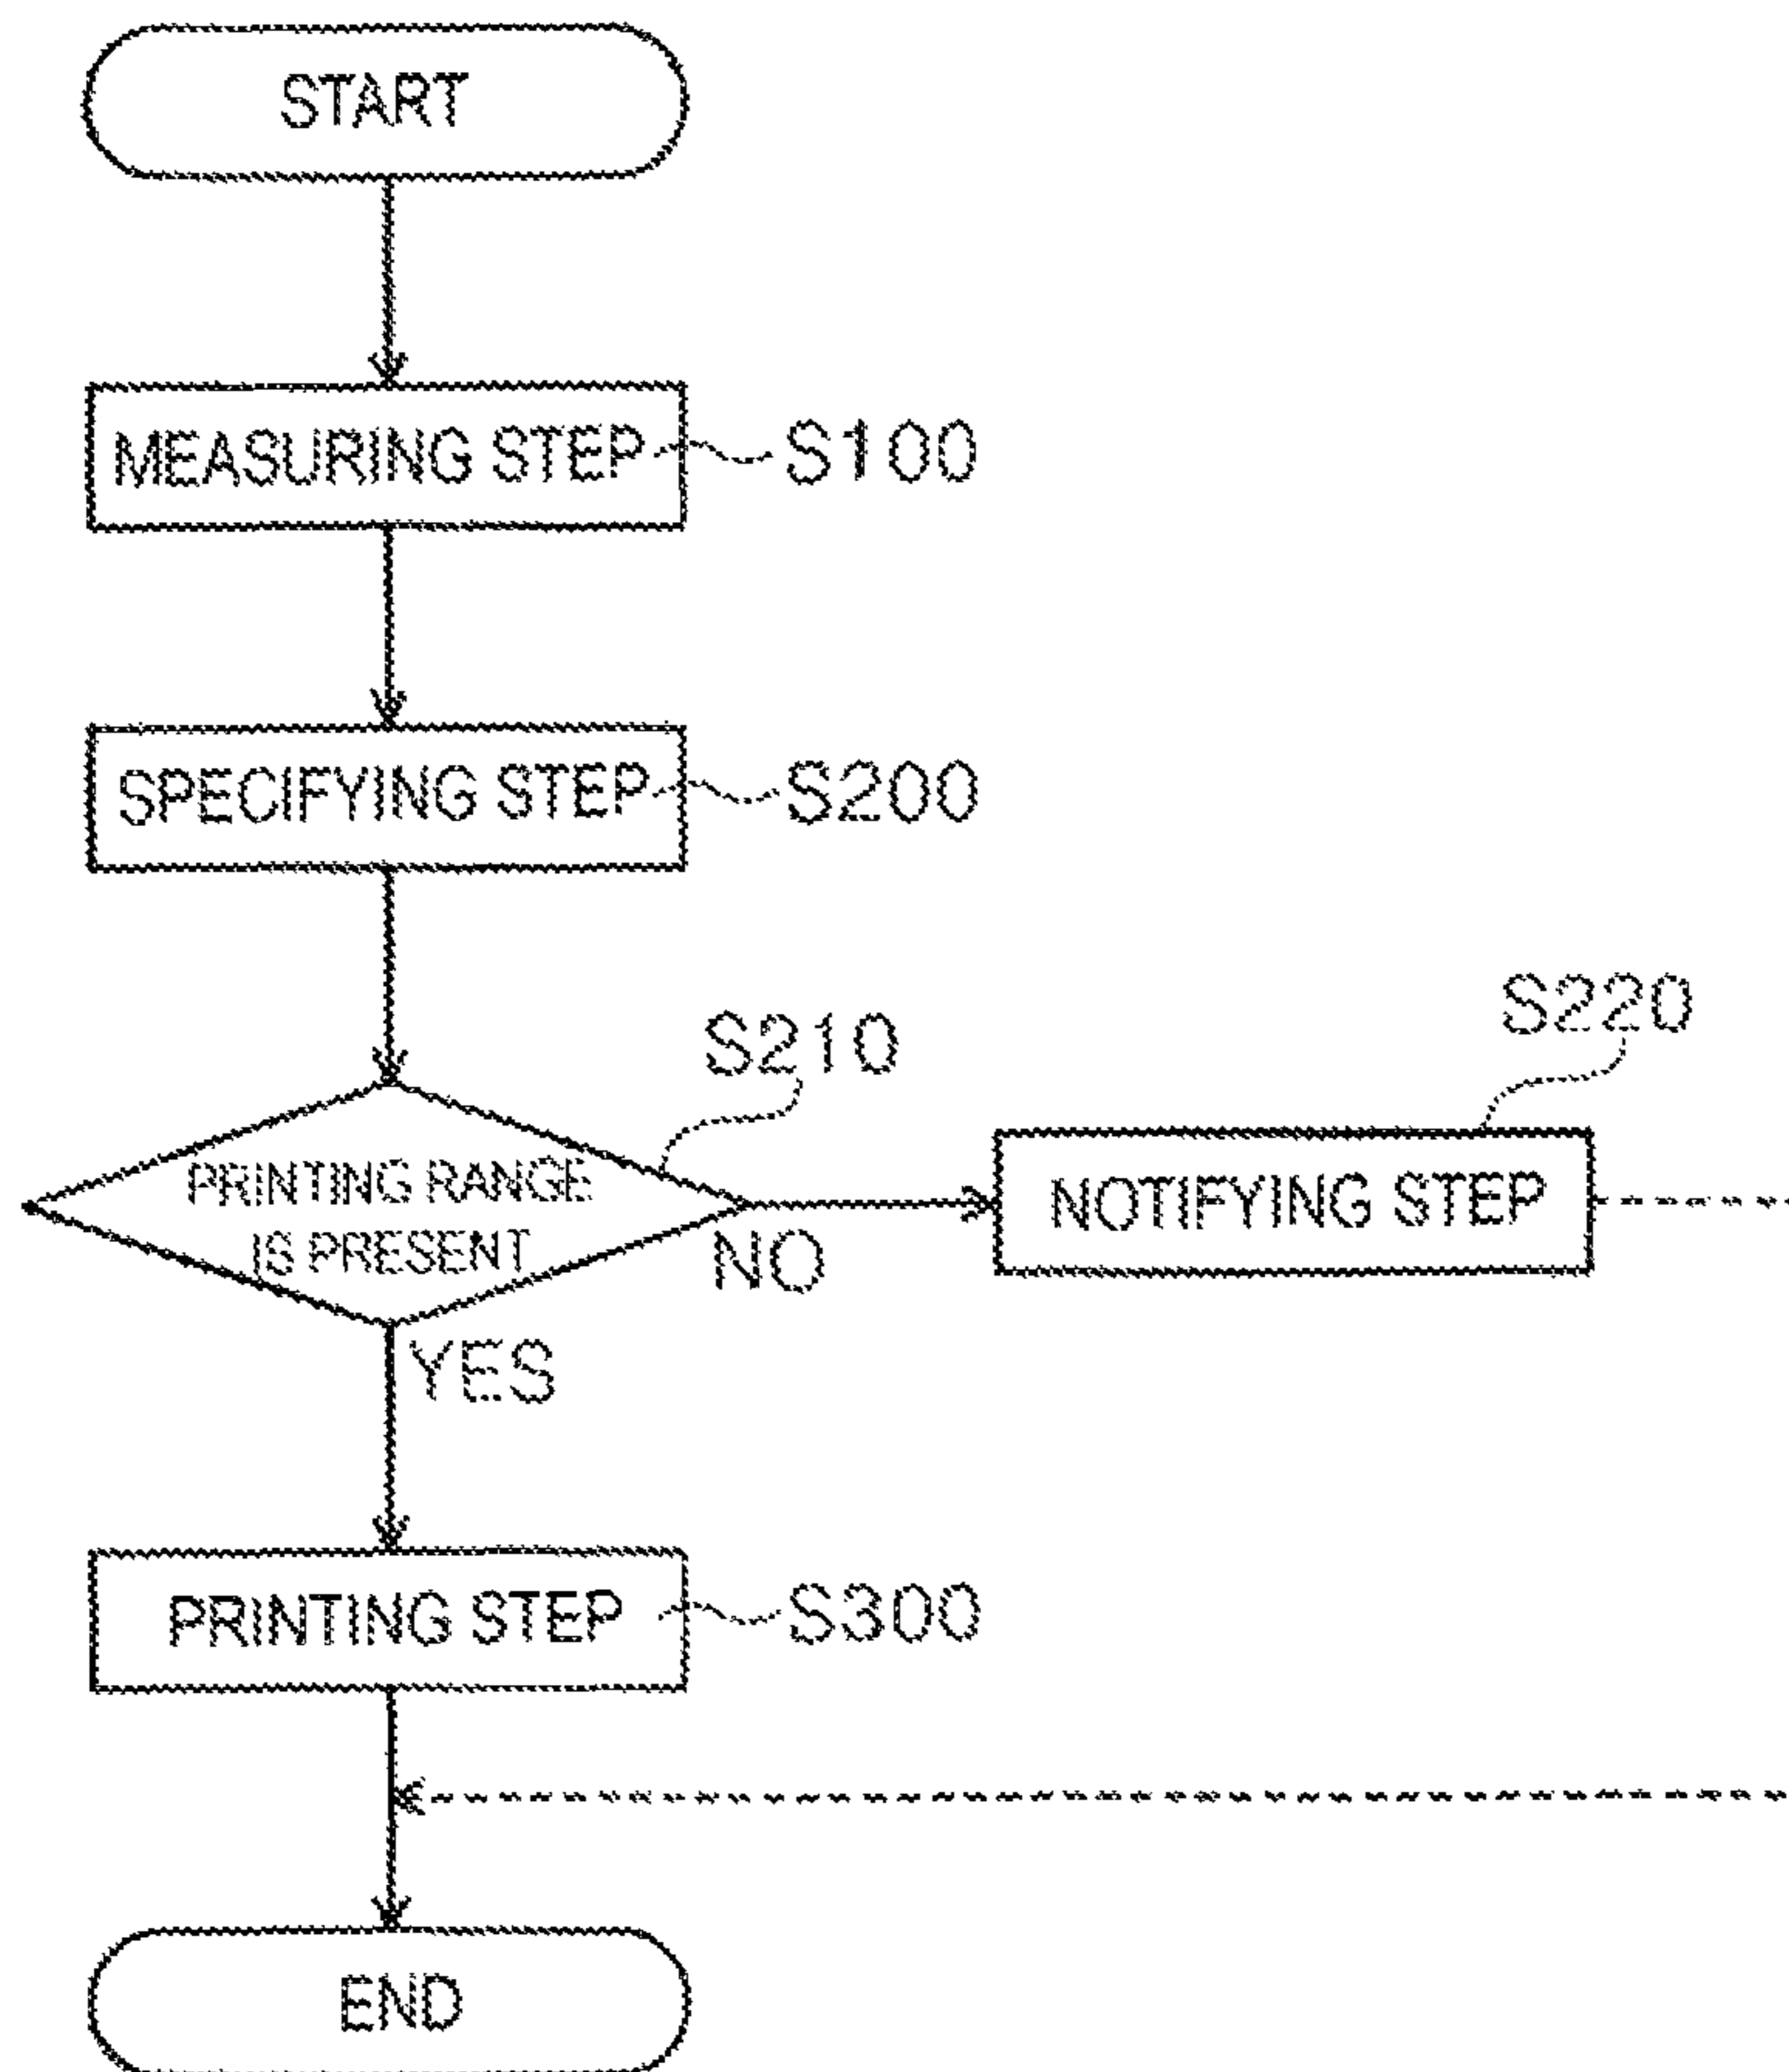 START
MEASURING STEP
S100
SPECIFYING STEP
S200
S210
S220
PRINTING RANGE
IS PRESENT
NOTIFYING STEP
NO
YES
PRINTING STEP
S300
END